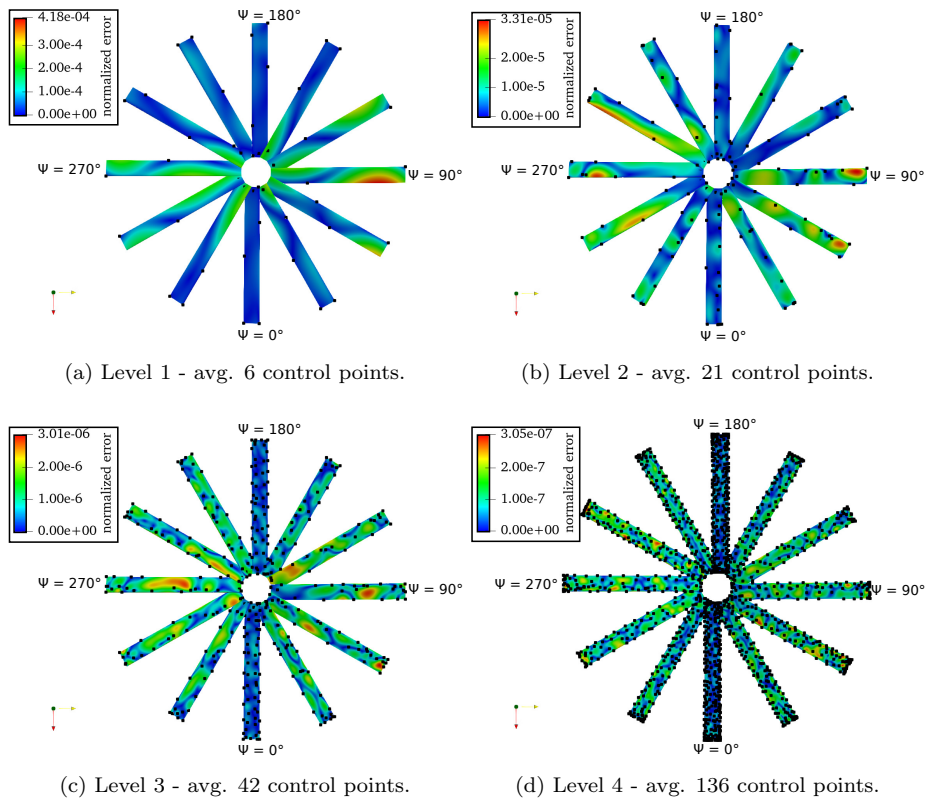 4.18e-04
4.00e-4
3.00e-4
2.00e-4
1.00e-4
0.00e+00
normalized error
Ψ = 180°
Ψ = 270°
Ψ = 90°
Ψ = 0°
(a) Level 1 - avg. 6 control points.
3.31e-05
2.00e-5
1.00e-5
0.00e+00
normalized error
Ψ = 180°
Ψ = 270°
Ψ = 90°
Ψ = 0°
(b) Level 2 - avg. 21 control points.
3.01e-06
2.00e-6
1.00e-6
0.00e+00
normalized error
Ψ = 180°
Ψ = 270°
Ψ = 90°
Ψ = 0°
(c) Level 3 - avg. 42 control points.
3.05e-07
2.00e-7
1.00e-7
0.00e+00
normalized error
Ψ = 180°
Ψ = 270°
Ψ = 90°
Ψ = 0°
(d) Level 4 - avg. 136 control points.